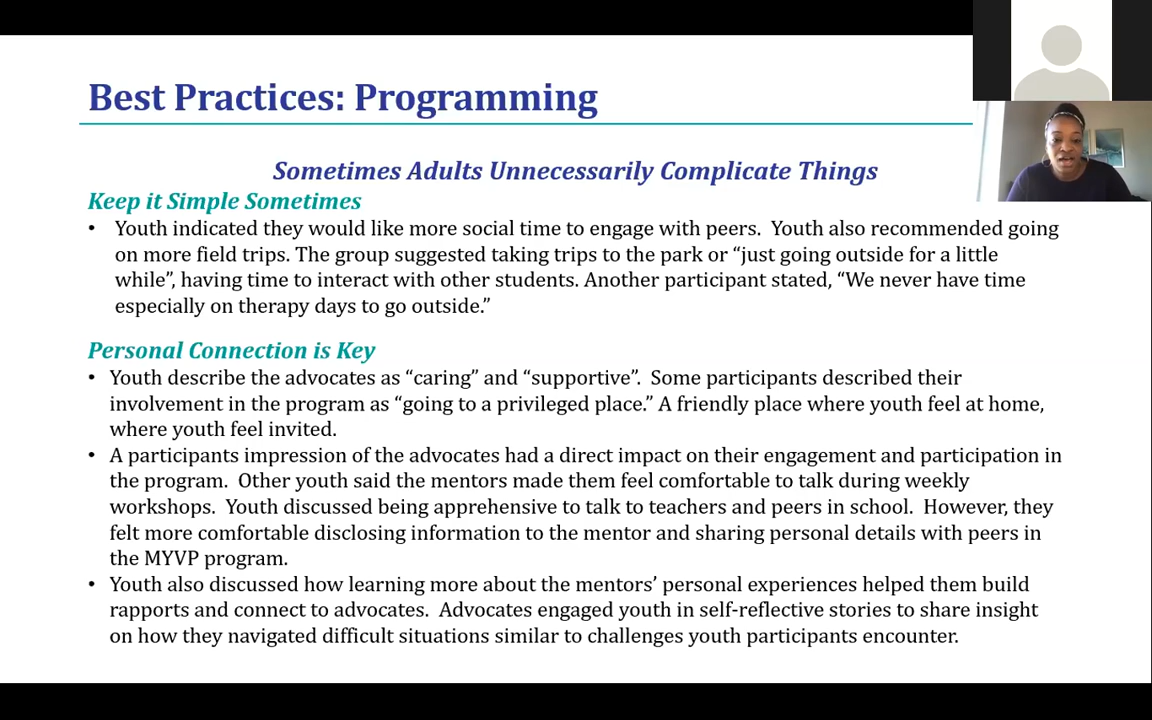 Best Practices: Programming
Sometimes Adults Unnecessarily Complicate Things
Keep it Simple Sometimes
• Youth indicated they would like more social time to engage with peers.  Youth also recommended going
on more field trips. The group suggested taking trips to the park or “just going outside for a little
while”, having time to interact with other students. Another participant stated, “We never have time
especially on therapy days to go outside.”
Personal Connection is Key
• Youth describe the advocates as “caring” and “supportive”.  Some participants described their
involvement in the program as “going to a privileged place.” A friendly place where youth feel at home,
where youth feel invited.
• A participants impression of the advocates had a direct impact on their engagement and participation in
the program.  Other youth said the mentors made them feel comfortable to talk during weekly
workshops.  Youth discussed being apprehensive to talk to teachers and peers in school.  However, they
felt more comfortable disclosing information to the mentor and sharing personal details with peers in
the MYVP program.
• Youth also discussed how learning more about the mentors’ personal experiences helped them build
rapports and connect to advocates.  Advocates engaged youth in self-reflective stories to share insight
on how they navigated difficult situations similar to challenges youth participants encounter.